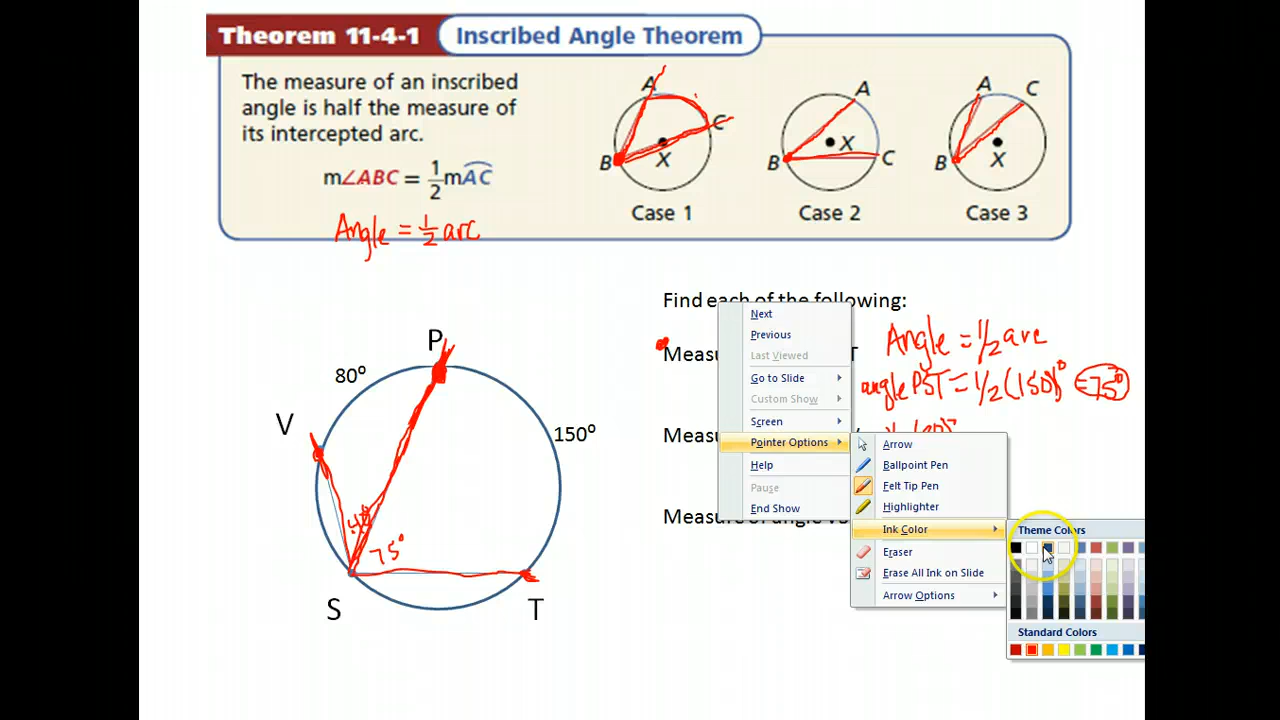 Theorem 11-4-1 Inscribed Angle Theorem
The measure of an inscribed
angle is half the measure of
its intercepted arc.
m∠ABC = 1/2 mAC
Angle = 1/2 arc
A
C
B
X
Case 1
A
X
B
C
Case 2
A
C
B
X
Case 3
Find each of the following:
Measu
T
Angle = 1/2 arc
angle PST = 1/2 (150)° = 75°
Measu
Measure of angle VS
P
80°
V
150°
40
75°
S
T
Next
Previous
Last Viewed
Go to Slide
Custom Show
Screen
Pointer Options
Help
Pause
End Show
Arrow
Ballpoint Pen
Felt Tip Pen
Highlighter
Ink Color
Eraser
Erase All Ink on Slide
Arrow Options
Theme Colors
Standard Colors